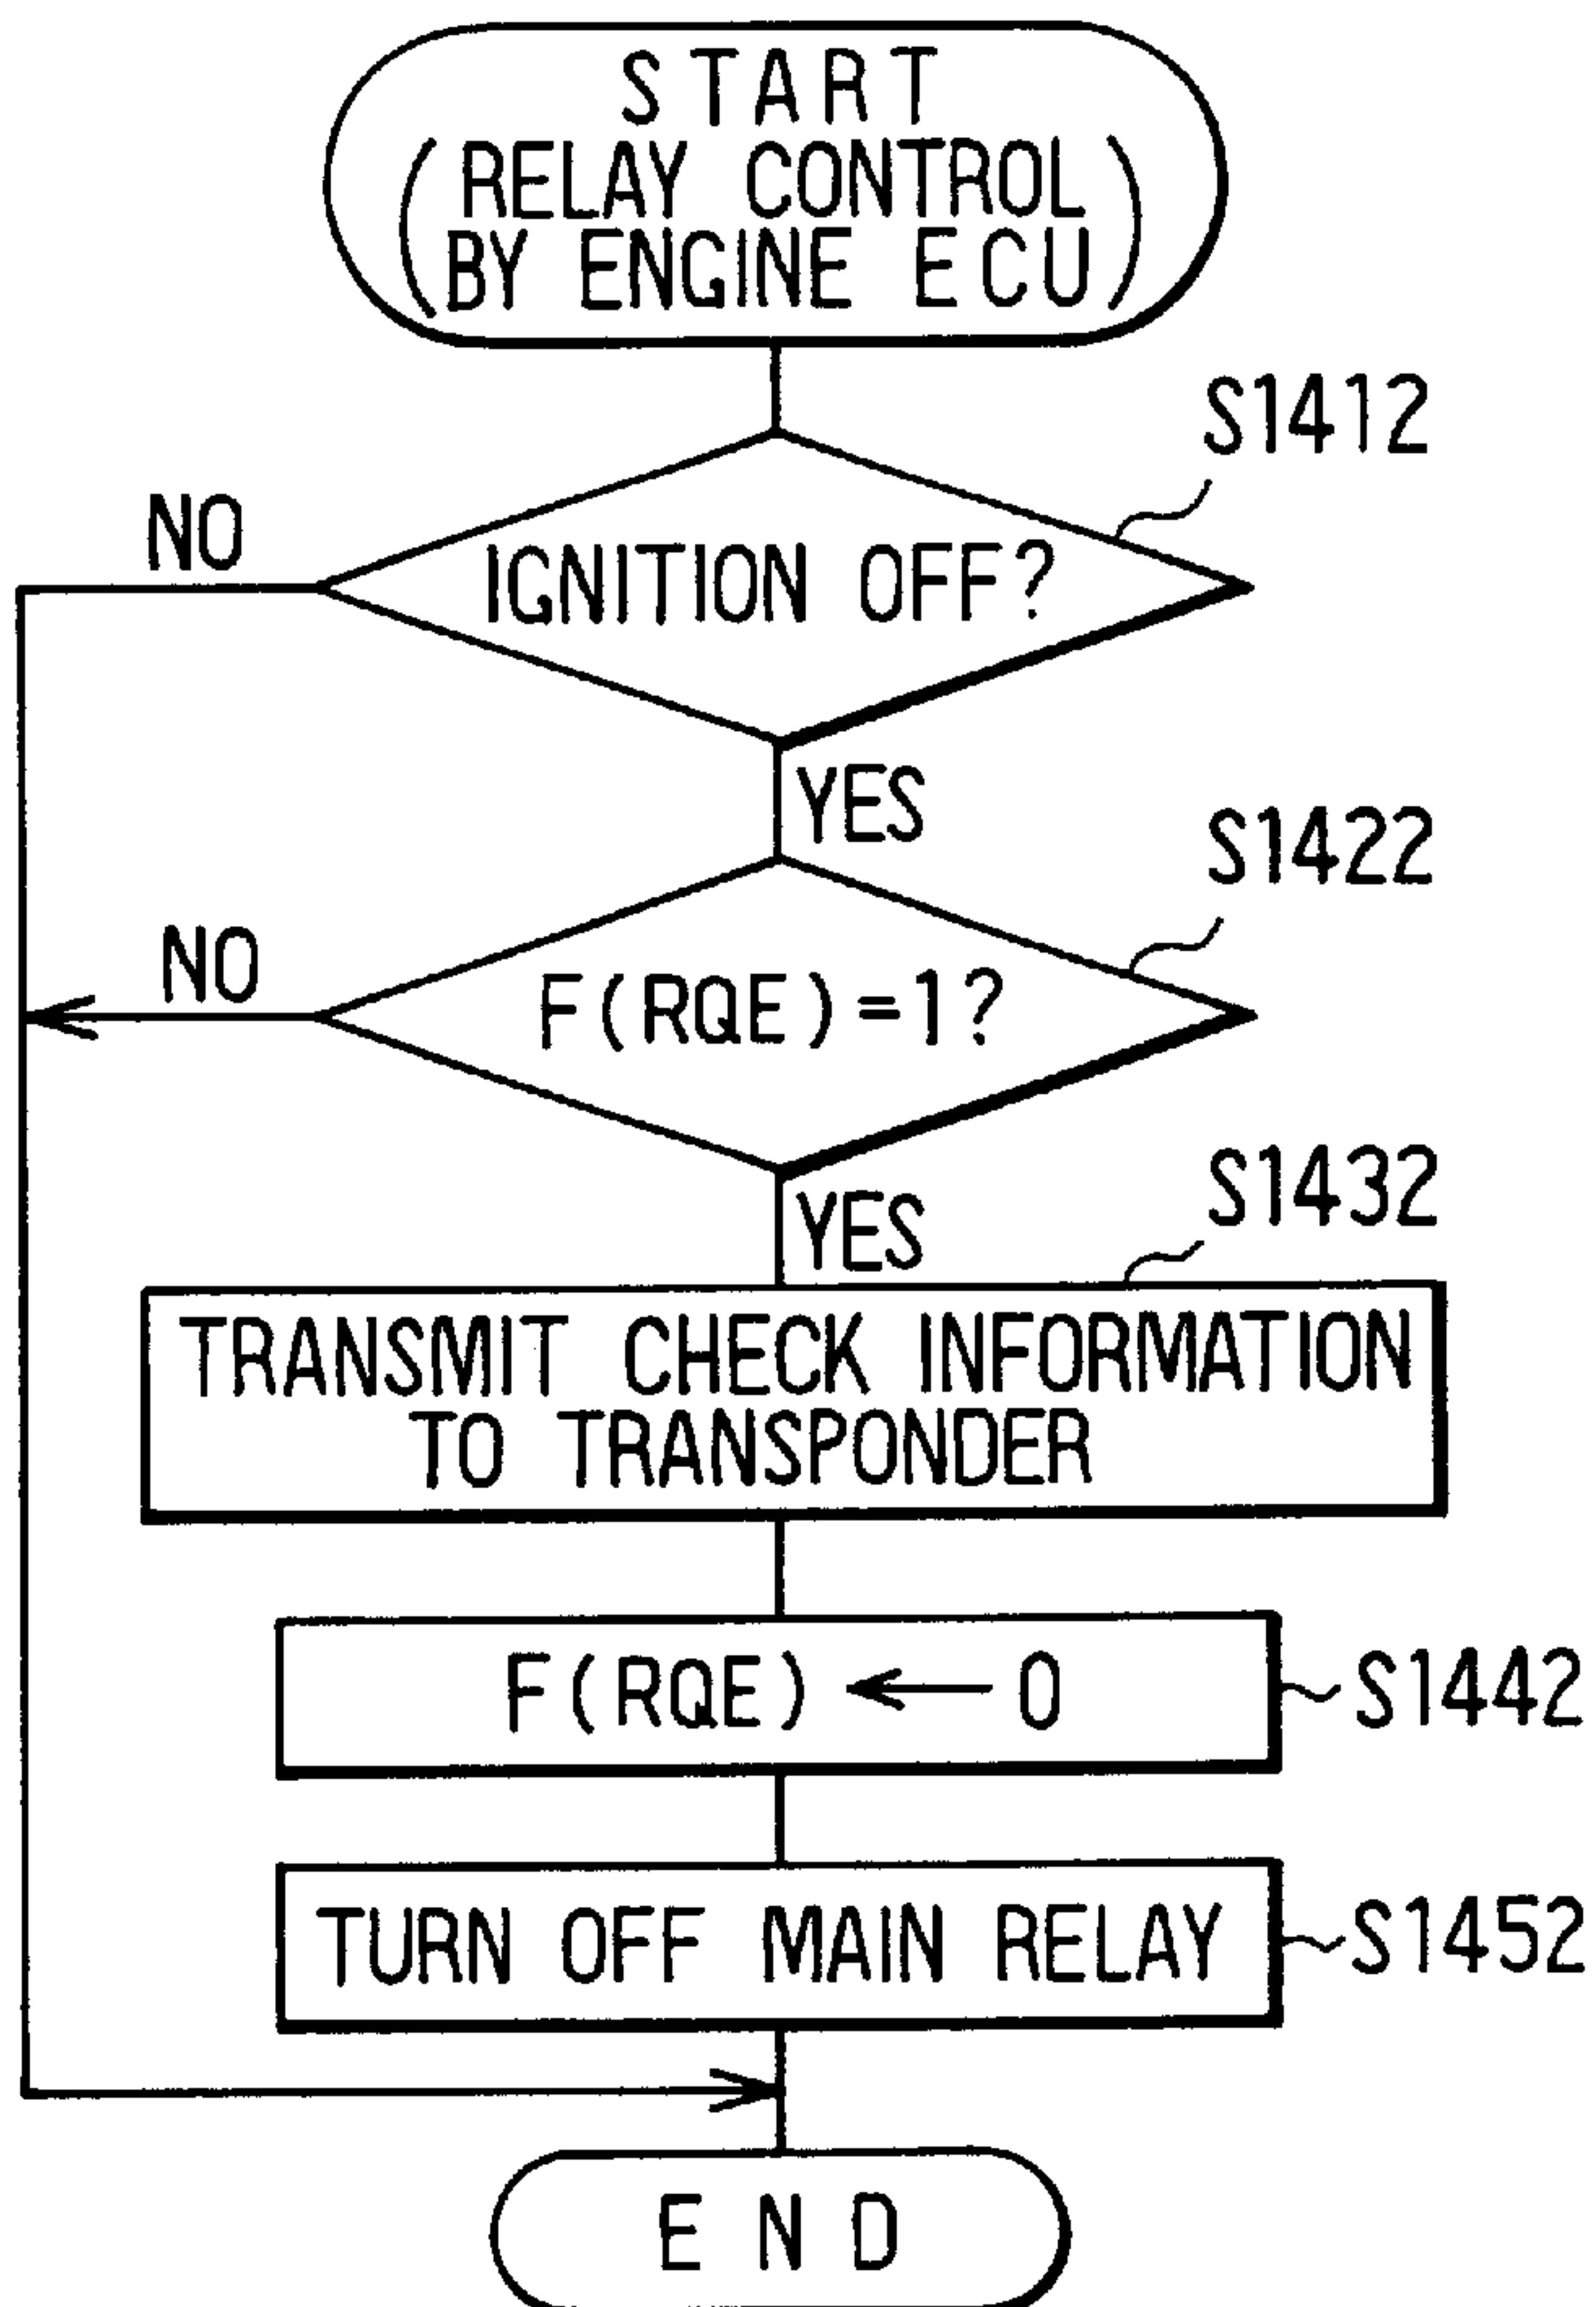 START
(RELAY CONTROL
BY ENGINE ECU)
S1412
NO
IGNITION OFF?
YES
S1422
NO
F(RQE)=1?
YES
S1432
TRANSMIT CHECK INFORMATION
TO TRANSPONDER
F(RQE) ← 0
S1442
TURN OFF MAIN RELAY
S1452
END